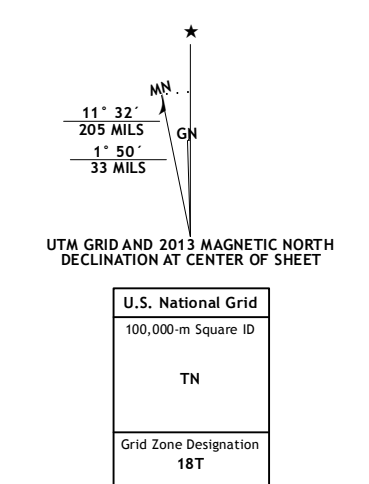 MN
11° 32´
205 MILS
GN
1° 50´
33 MILS
UTM GRID AND 2013 MAGNETIC NORTH
DECLINATION AT CENTER OF SHEET
U.S. National Grid
100,000-m Square ID
TN
Grid Zone Designation
18T